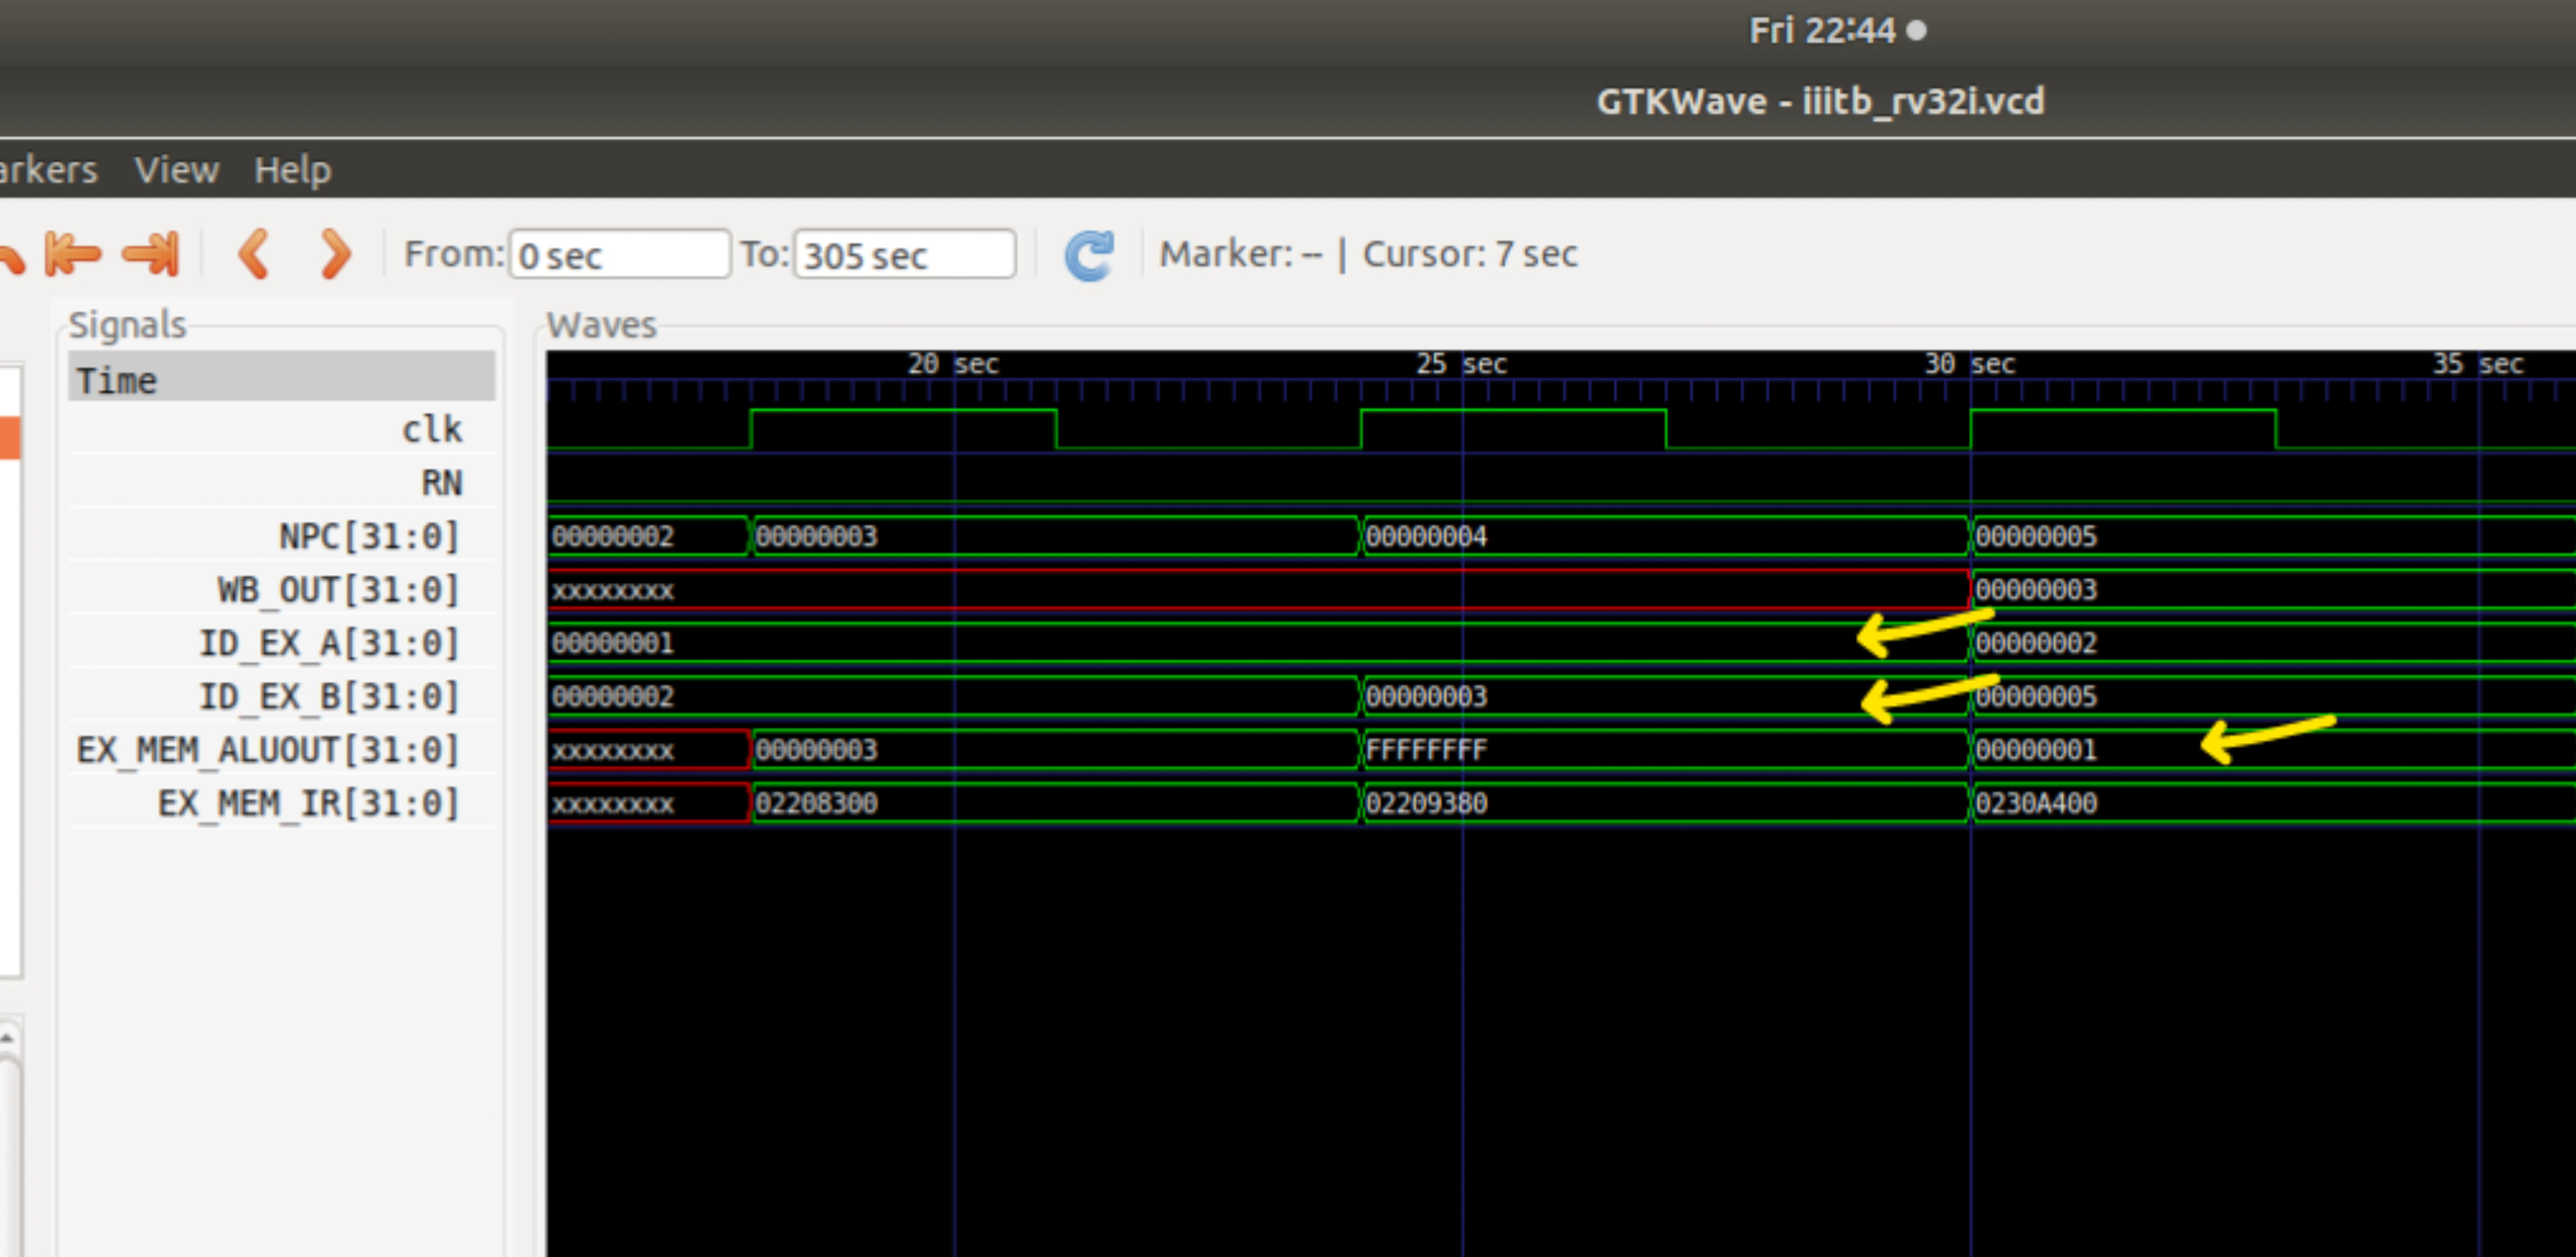 Fri 22:44
GTKWave - iiitb_rv32i.vcd
arkers View Help
From: 0 sec To: 305 sec Marker: -- | Cursor: 7 sec
Signals Waves
Time 20 sec 25 sec 30 sec 35 sec
clk
RN
NPC[31:0] 00000002 00000003 00000004 00000005
WB_OUT[31:0] xxxxxxxx 00000003
ID_EX_A[31:0] 00000001 00000002
ID_EX_B[31:0] 00000002 00000003 00000005
EX_MEM_ALUOUT[31:0] xxxxxxxx 00000003 FFFFFFFF 00000001
EX_MEM_IR[31:0] xxxxxxxx 02208300 02209380 0230A400